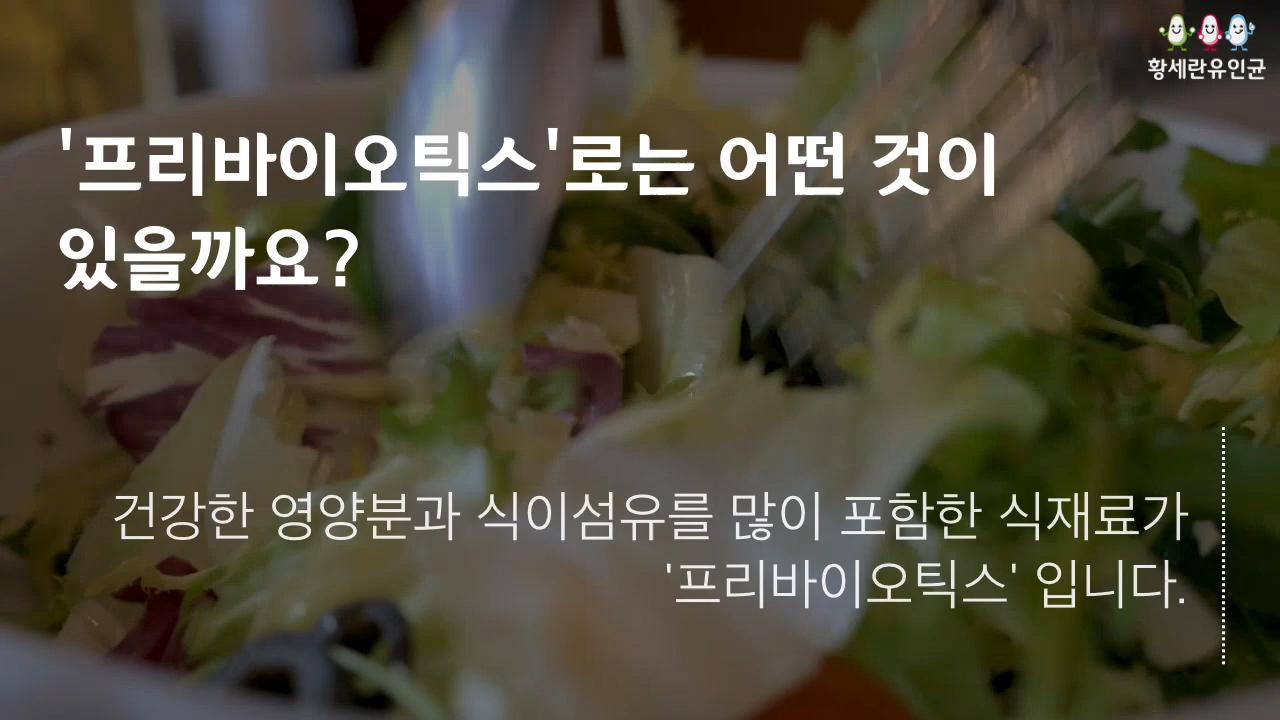 황세란유인균
'프리바이오틱스'로는 어떤 것이
있을까요?
건강한 영양분과 식이섬유를 많이 포함한 식재료가
'프리바이오틱스' 입니다.